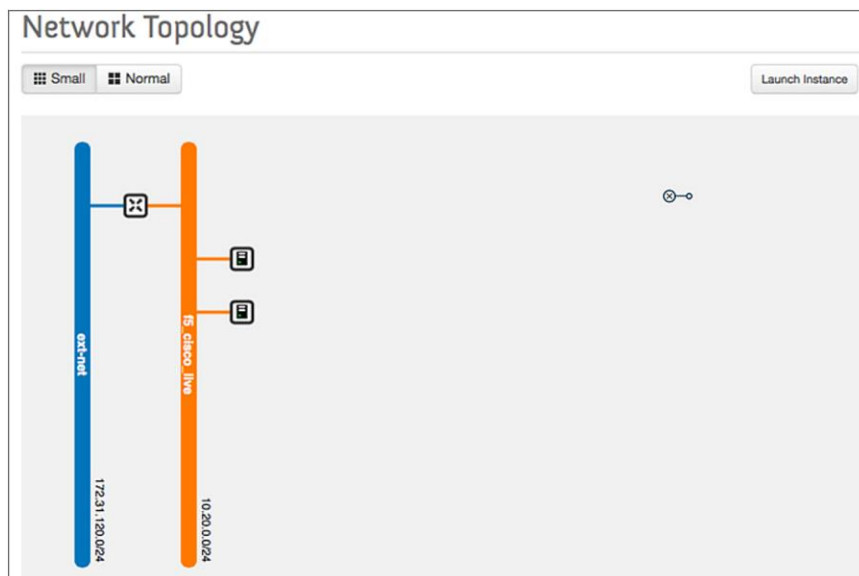 Network Topology
Small
Normal
Launch Instance
ext-net
172.31.120.0/24
f5_cisco_live
10.20.0.0/24